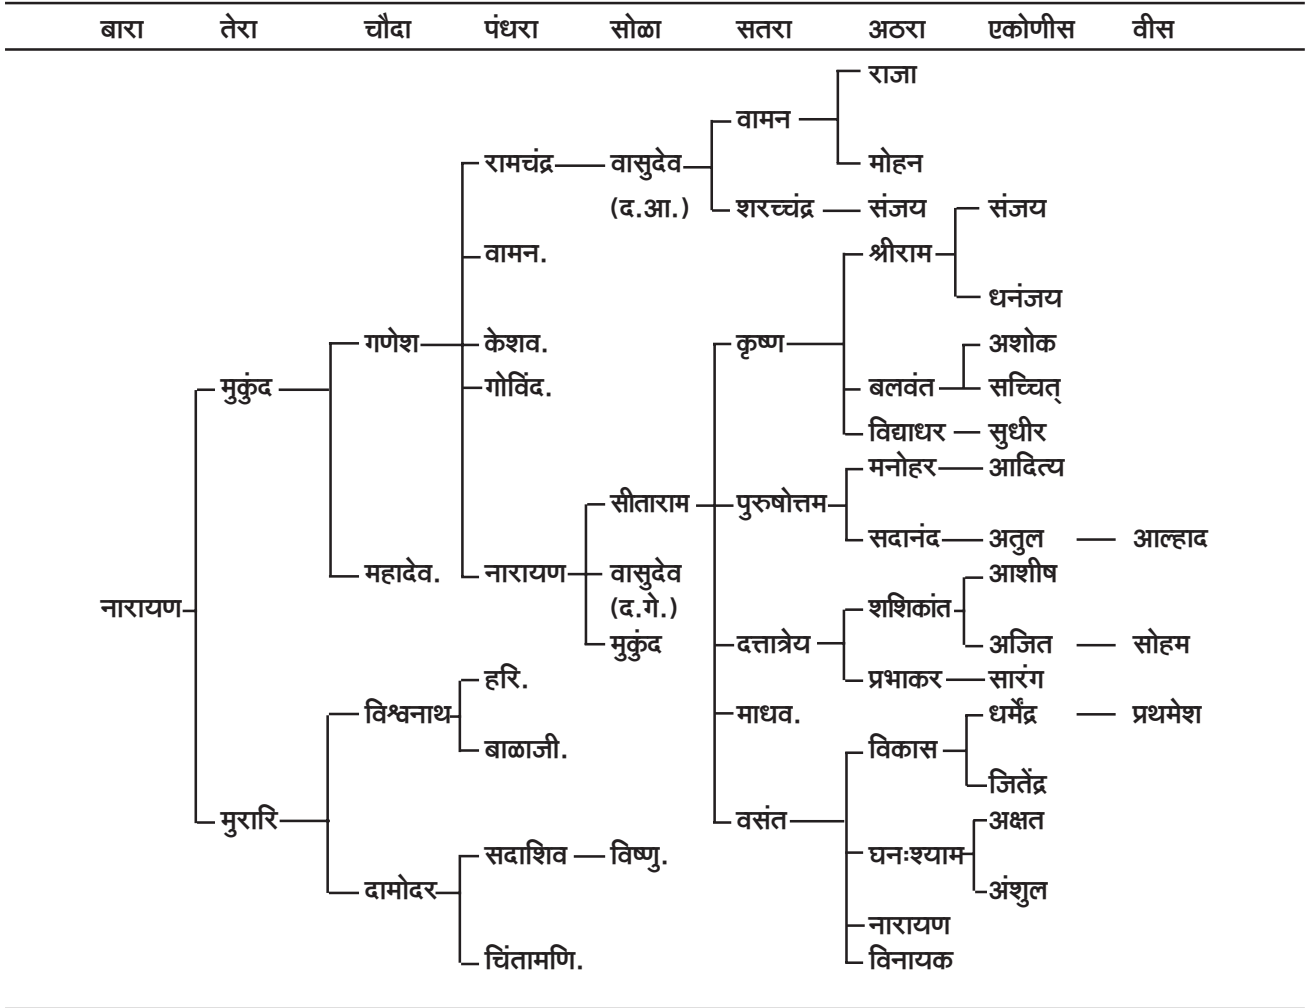 बारा तेरा चौदा पंधरा सोळा सतरा अठरा एकोणीस वीस
राजा
वामन
रामचंद्र वासुदेव मोहन
(द.आ.) शरच्चंद्र संजय संजय
वामन. श्रीराम
धनंजय
गणेश केशव. कृष्ण अशोक
मुकुंद गोविंद. बलवंत सच्चित्
विद्याधर सुधीर
मनोहर आदित्य
सीताराम पुरुषोत्तम
सदानंद अतुल आल्हाद
महादेव. नारायण वासुदेव आशीष
नारायण (द.गे.) शशिकांत
मुकुंद दत्तात्रेय अजित सोहम
हरि. प्रभाकर सारंग
विश्वनाथ माधव. धर्मेंद्र प्रथमेश
बाळाजी. विकास
जितेंद्र
मुरारि वसंत अक्षत
सदाशिव विष्णु. घनःश्याम
दामोदर अंशुल
नारायण
चिंतामणि. विनायक